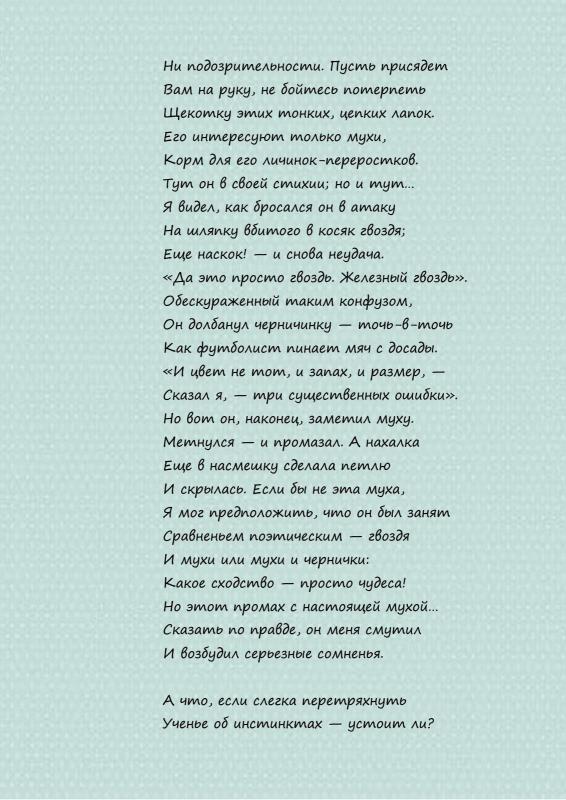 Ни подозрительности. Пусть присядет
Вам на руку, не бойтесь потерпеть
Щекотку этих тонких, цепких лапок.
Его интересуют только мухи,
Корм для его личинок-переростков.
Тут он в своей стихии; но и тут...
Я видел, как бросался он в атаку
На шляпку вбитого в косяк гвоздя;
Еще наскок! — и снова неудача.
«Да это просто гвоздь. Железный гвоздь».
Обескураженный таким конфузом,
Он долбанул черничинку — точь-в-точь
Как футболист пинает мяч с досады.
«И цвет не тот, и запах, и размер, —
Сказал я, — три существенных ошибки».
Но вот он, наконец, заметил муху.
Метнулся — и промазал. А нахалка
Еще в насмешку сделала петлю
И скрылась. Если бы не эта муха,
Я мог предположить, что он был занят
Сравненьем поэтическим — гвоздя
И мухи или мухи и чернички:
Какое сходство — просто чудеса!
Но этот промах с настоящей мухой...
Сказать по правде, он меня смутил
И возбудил серьезные сомненья.
А что, если слегка перетряхнуть
Ученье об инстинктах — устоит ли?